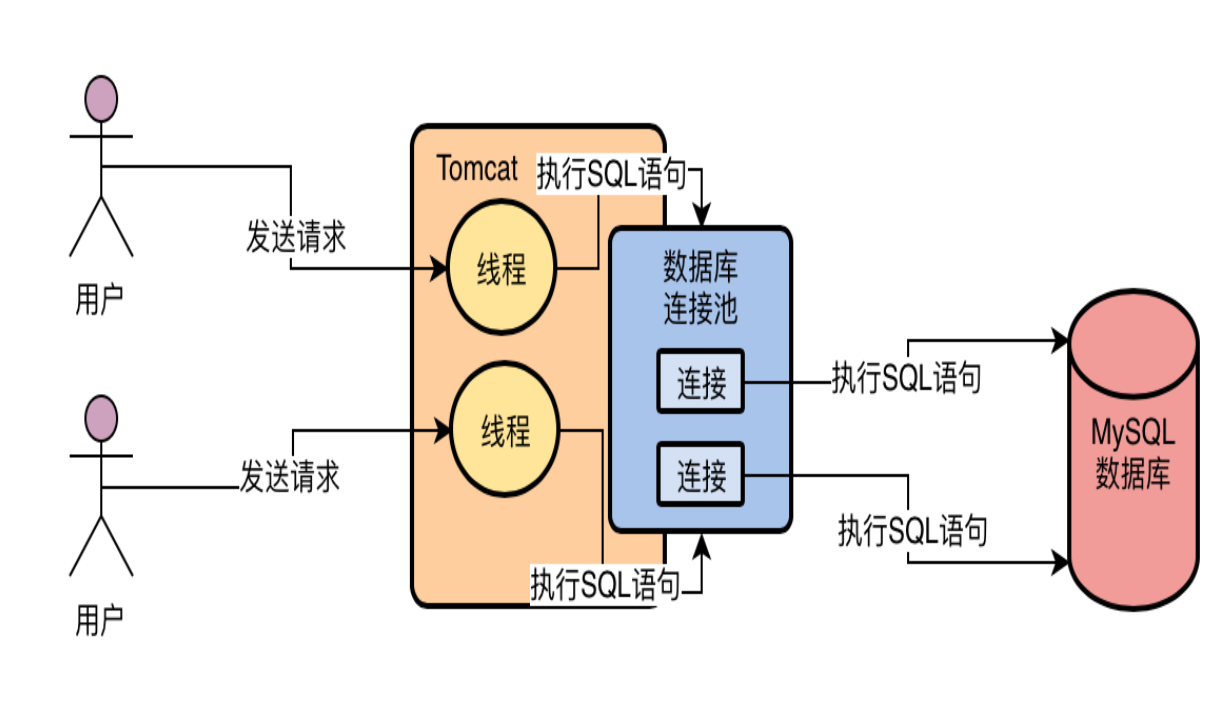 Tomcat
执行SQL语句
发送请求
线程
用户
数据库
连接池
连接
执行SQL语句
MySQL
数据库
线程
发送请求
连接
执行SQL语句
执行SQL语句
用户